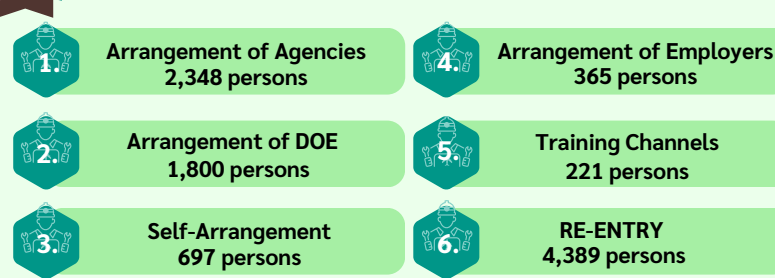 1.
Arrangement of Agencies
2,348 persons
2.
Arrangement of DOE
1,800 persons
3.
Self-Arrangement
697 persons
4.
Arrangement of Employers
365 persons
5.
Training Channels
221 persons
6.
RE-ENTRY
4,389 persons